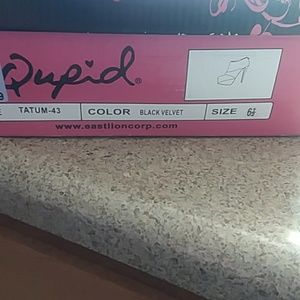 Qupid®
E TATUM-43 COLOR BLACK VELVET SIZE 6½
www.eastlioncorp.com